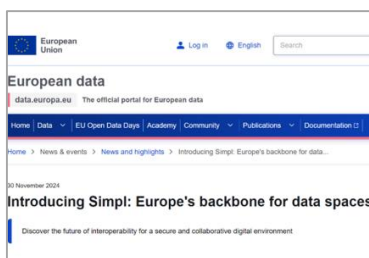 European
Union
Log in
English
Search
European data
data.europa.eu The official portal for European data
Home Data EU Open Data Days Academy Community Publications Documentation
Home > News & events > News and highlights > Introducing Simpl: Europe's backbone for data...
30 November 2024
Introducing Simpl: Europe's backbone for data spaces
Discover the future of interoperability for a secure and collaborative digital environment